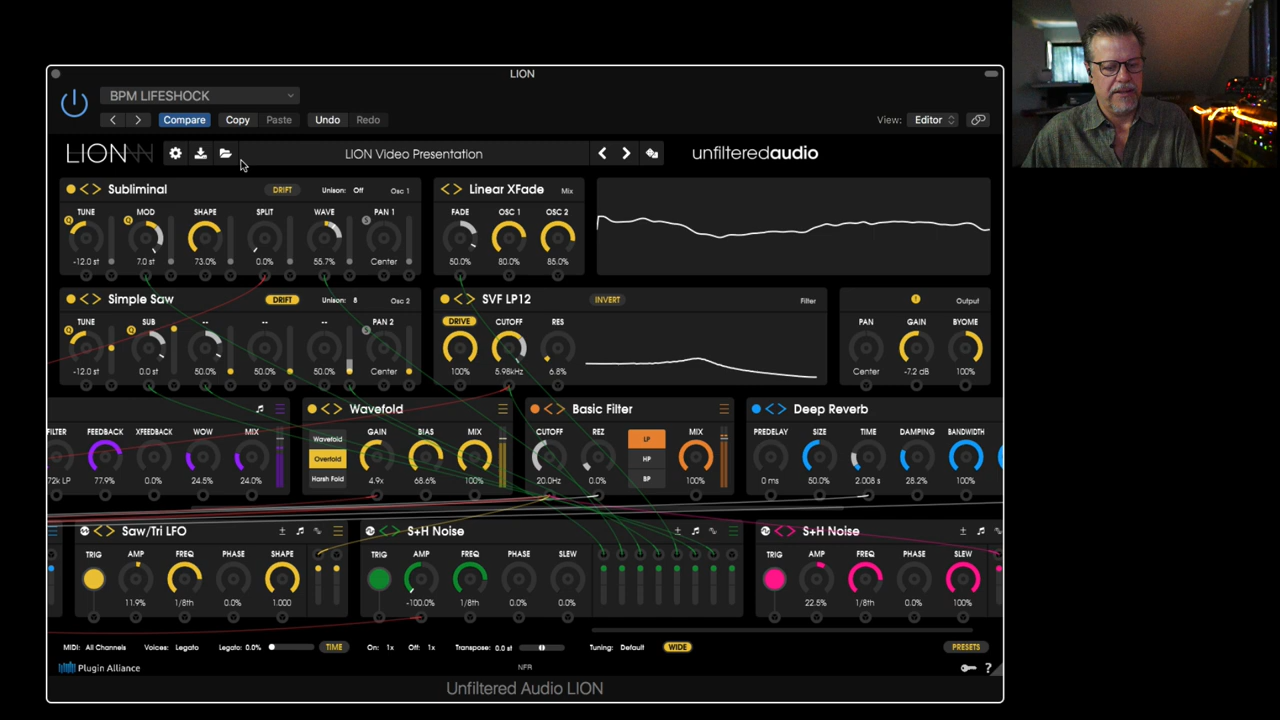 LION
BPM LIFESHOCK
Compare Copy Paste Undo Redo View: Editor
LION LION Video Presentation unfilteredaudio
Subliminal DRIFT Unison: Off Osc 1
TUNE MOD SHAPE SPLIT WAVE PAN 1
-12.0 st 7.0 st 73.0% 0.0% 55.7% Center
Linear XFade Mix
FADE OSC 1 OSC 2
50.0% 80.0% 85.0%
Simple Saw DRIFT Unison: 8 Osc 2
TUNE SUB -- -- -- PAN 2
-12.0 st 0.0 st 50.0% 50.0% 50.0% Center
SVF LP12 INVERT Filter
DRIVE CUTOFF RES
100% 5.98kHz 6.8%
Output
PAN GAIN BYOME
Center -7.2 dB 100%
FILTER FEEDBACK XFEEDBACK WOW MIX
72k LP 77.9% 0.0% 24.5% 24.0%
Wavefold
GAIN BIAS MIX
Wavefold
Overfold
Harsh Fold
4.9x 68.6% 100%
Basic Filter
CUTOFF REZ MIX
LP
HP
BP
20.0Hz 0.0% 100%
Deep Reverb
PREDELAY SIZE TIME DAMPING BANDWIDTH
0 ms 50.0% 2.008 s 28.2% 100%
Saw/Tri LFO
TRIG AMP FREQ PHASE SHAPE
11.9% 1/8th 0.0% 1.000
S+H Noise
TRIG AMP FREQ PHASE SLEW
-100.0% 1/8th 0.0% 0.0%
S+H Noise
TRIG AMP FREQ PHASE SLEW
22.5% 1/8th 0.0% 100%
MIDI: All Channels Voices: Legato Legato: 0.0% TIME On: 1x Off: 1x Transpose: 0.0 st Tuning: Default WIDE PRESETS
Plugin Alliance NFR ?
Unfiltered Audio LION